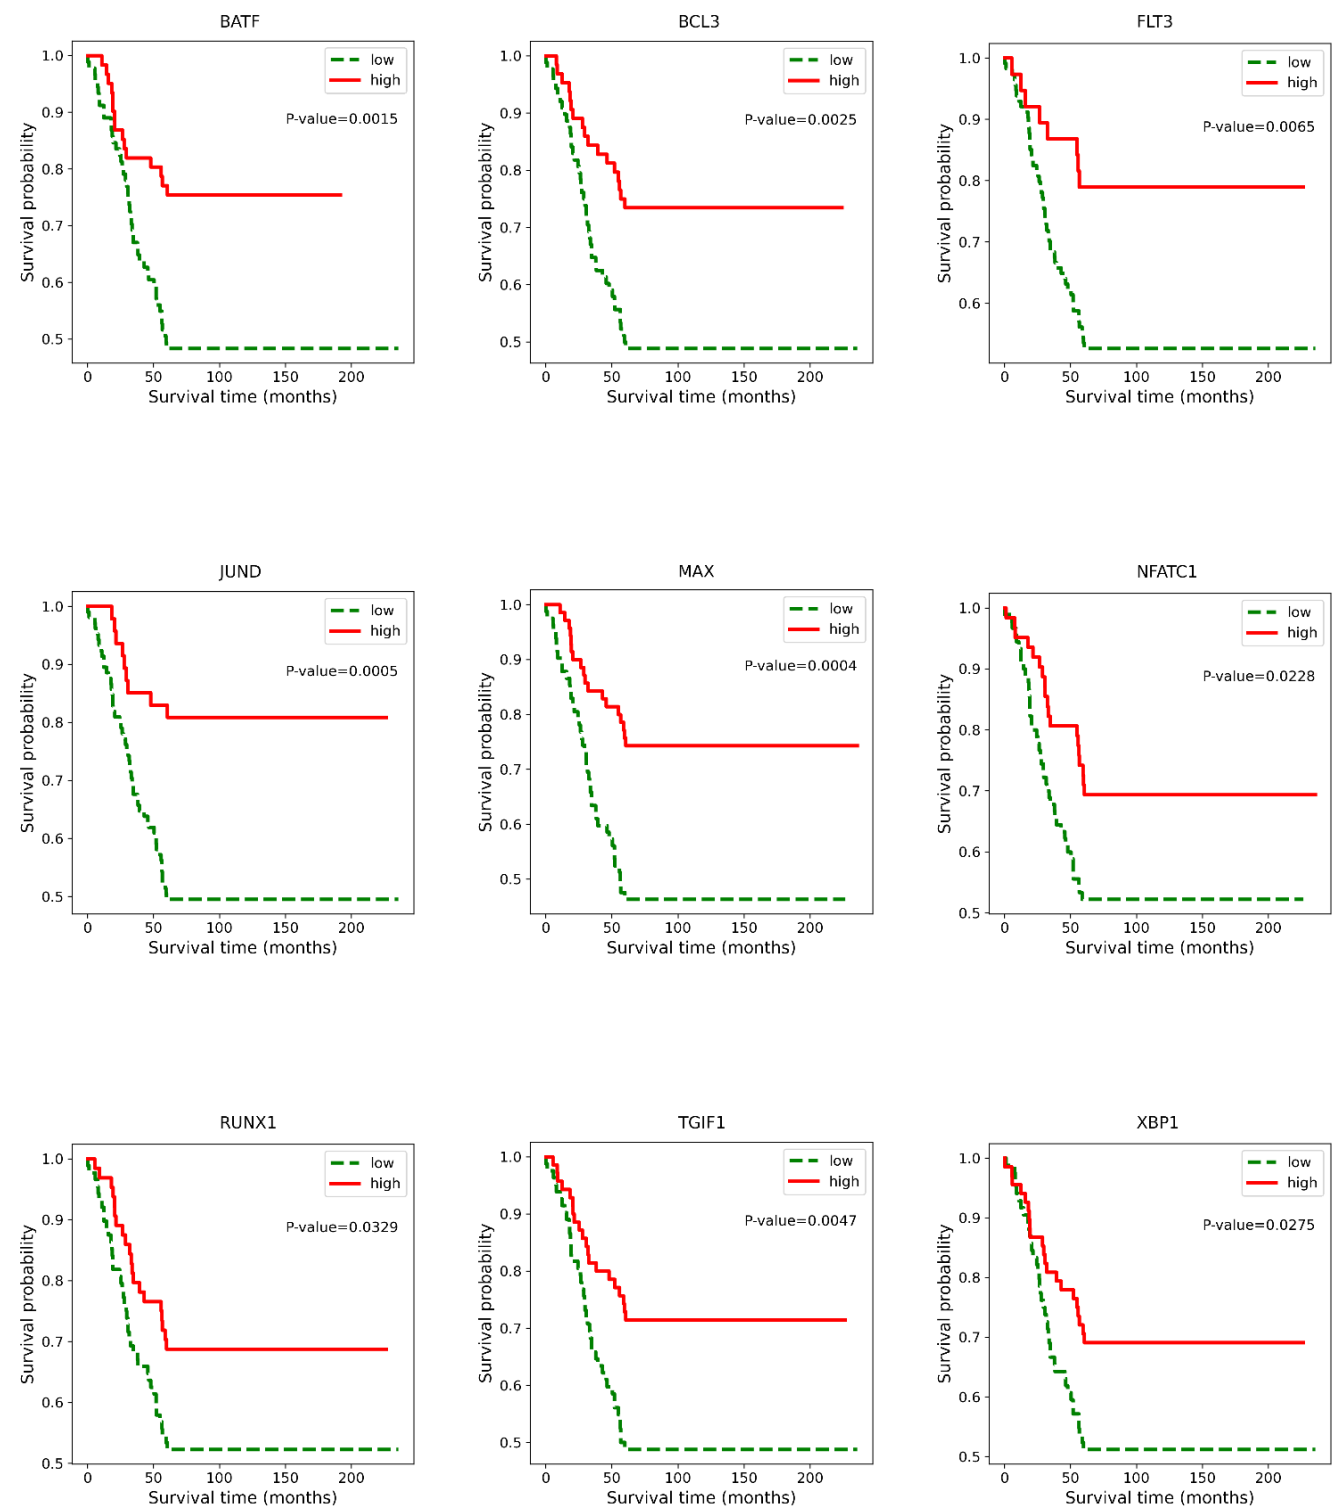 BATF
BCL3
FLT3
1.0
0.9
0.8
0.7
0.6
0.5
Survival probability
low
high
P-value=0.0015
0 50 100 150 200
Survival time (months)
1.0
0.9
0.8
0.7
0.6
0.5
Survival probability
low
high
P-value=0.0025
0 50 100 150 200
Survival time (months)
1.0
0.9
0.8
0.7
0.6
Survival probability
low
high
P-value=0.0065
0 50 100 150 200
Survival time (months)
JUND
MAX
NFATC1
1.0
0.9
0.8
0.7
0.6
0.5
Survival probability
low
high
P-value=0.0005
0 50 100 150 200
Survival time (months)
1.0
0.9
0.8
0.7
0.6
0.5
Survival probability
low
high
P-value=0.0004
0 50 100 150 200
Survival time (months)
1.0
0.9
0.8
0.7
0.6
0.5
Survival probability
low
high
P-value=0.0228
0 50 100 150 200
Survival time (months)
RUNX1
TGIF1
XBP1
1.0
0.9
0.8
0.7
0.6
0.5
Survival probability
low
high
P-value=0.0329
0 50 100 150 200
Survival time (months)
1.0
0.9
0.8
0.7
0.6
0.5
Survival probability
low
high
P-value=0.0047
0 50 100 150 200
Survival time (months)
1.0
0.9
0.8
0.7
0.6
0.5
Survival probability
low
high
P-value=0.0275
0 50 100 150 200
Survival time (months)